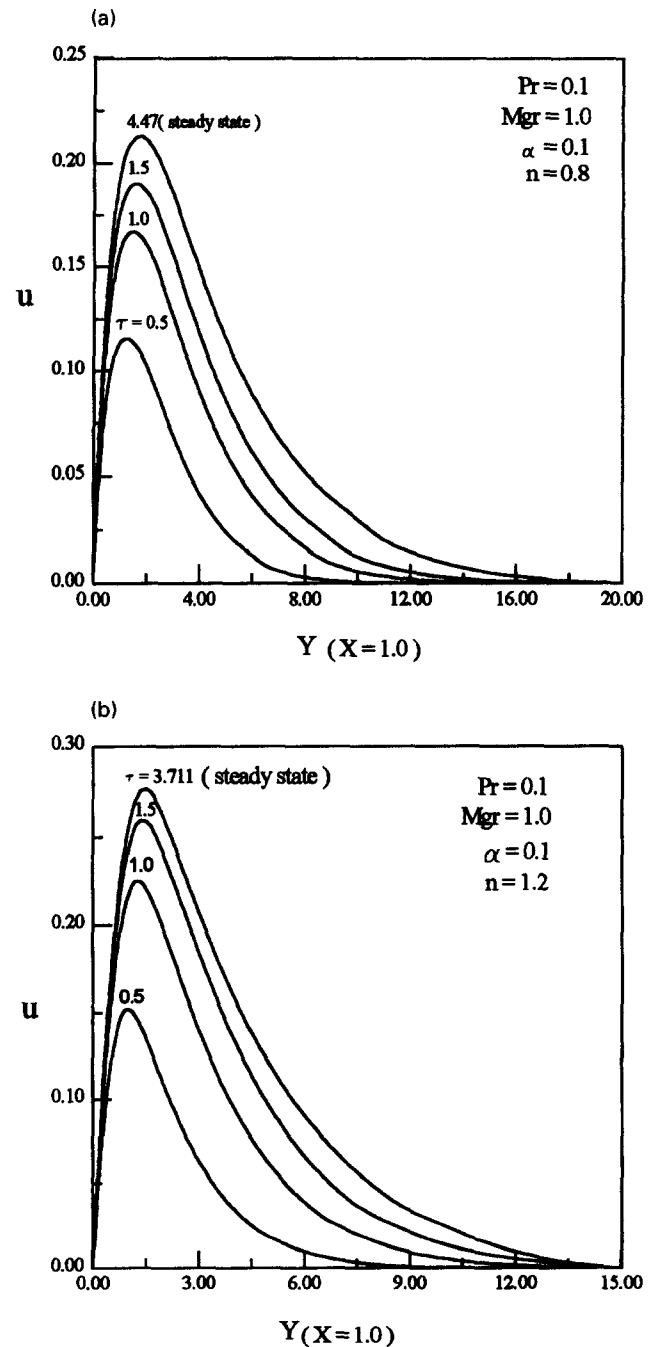 (a)
0.25
0.20
0.15
0.10
0.05
0.00
u
4.47( steady state )
1.5
1.0
τ = 0.5
Pr = 0.1
Mgr = 1.0
α = 0.1
n = 0.8
0.00 4.00 8.00 12.00 16.00 20.00
Y ( X = 1.0 )
(b)
0.30
0.20
0.10
0.00
u
τ = 3.711 ( steady state )
1.5
1.0
0.5
Pr = 0.1
Mgr = 1.0
α = 0.1
n = 1.2
0.00 3.00 6.00 9.00 12.00 15.00
Y ( X = 1.0 )